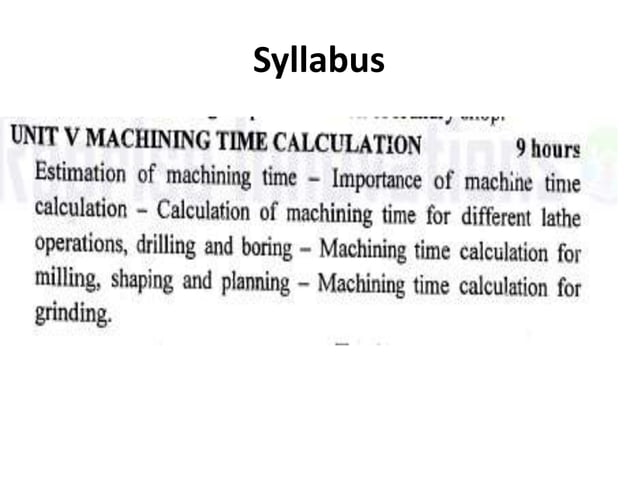 Syllabus
UNIT V MACHINING TIME CALCULATION 9 hours
Estimation of machining time – Importance of machine time
calculation – Calculation of machining time for different lathe
operations, drilling and boring – Machining time calculation for
milling, shaping and planning – Machining time calculation for
grinding.